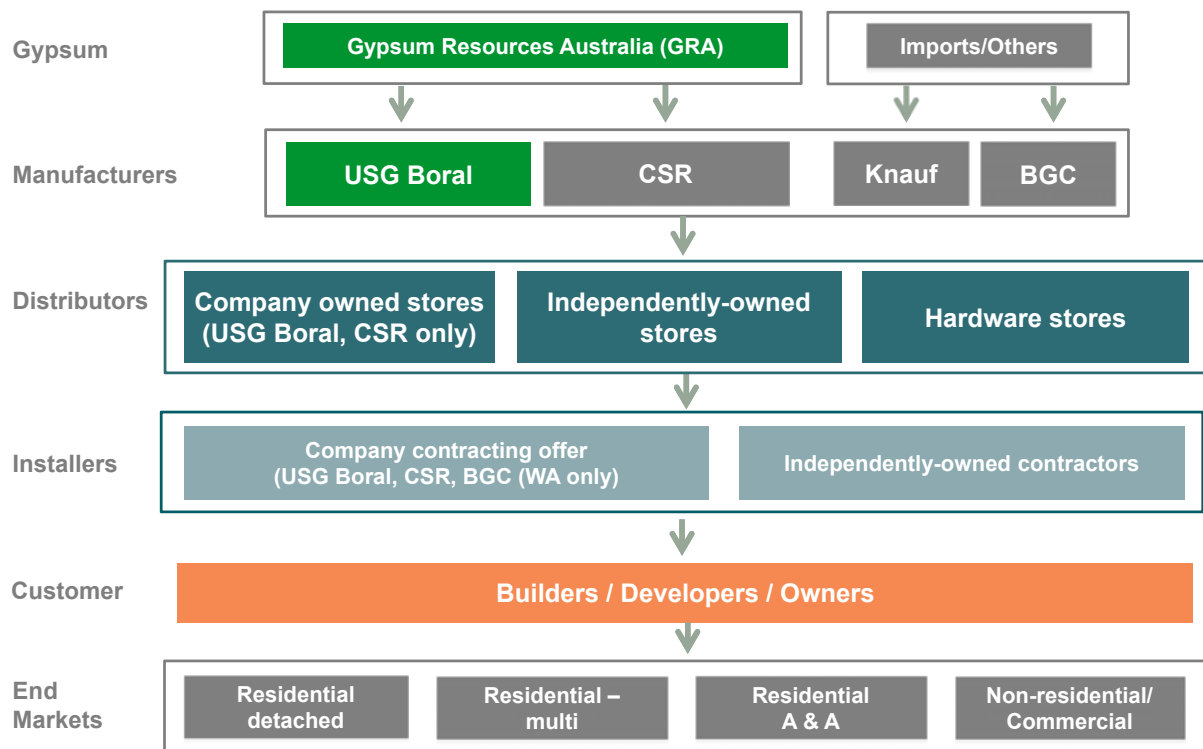 Gypsum
Gypsum Resources Australia (GRA)
Imports/Others
Manufacturers
USG Boral
CSR
Knauf
BGC
Distributors
Company owned stores
(USG Boral, CSR only)
Independently-owned
stores
Hardware stores
Installers
Company contracting offer
(USG Boral, CSR, BGC (WA only)
Independently-owned contractors
Customer
Builders / Developers / Owners
End
Markets
Residential
detached
Residential –
multi
Residential
A & A
Non-residential/
Commercial